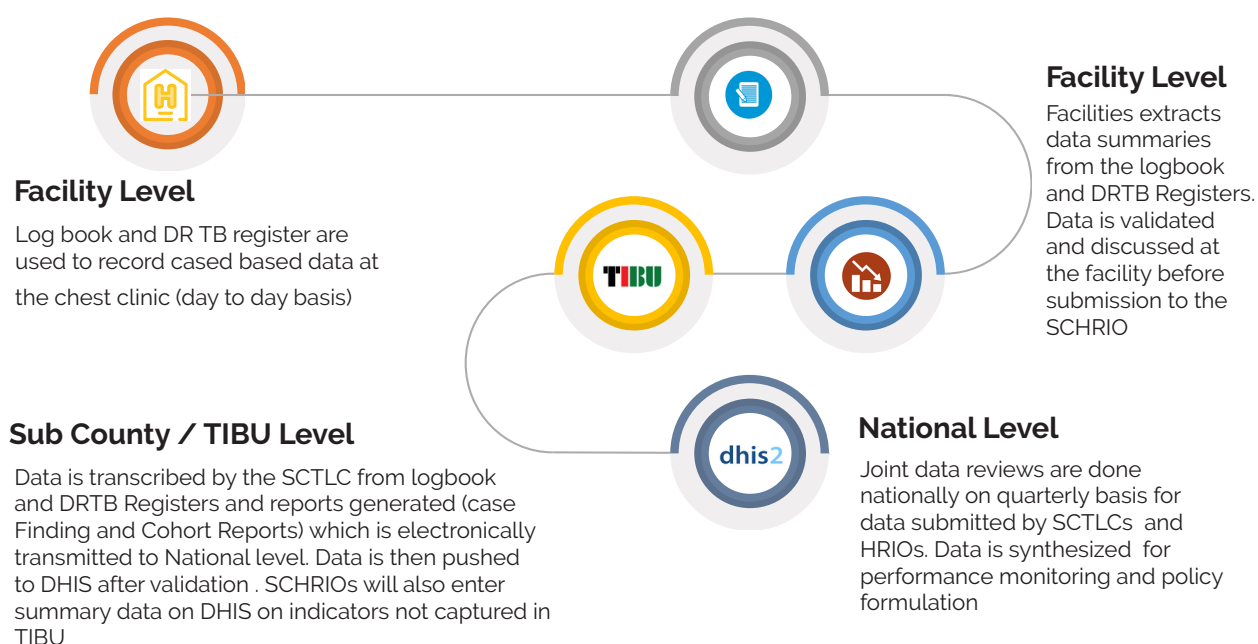 Facility Level
Log book and DR TB register are
used to record cased based data at
the chest clinic (day to day basis)
Facility Level
Facilities extracts
data summaries
from the logbook
and DRTB Registers.
Data is validated
and discussed at
the facility before
submission to the
SCHRIO
TIBU
dhis2
Sub County / TIBU Level
Data is transcribed by the SCTLC from logbook
and DRTB Registers and reports generated (case
Finding and Cohort Reports) which is electronically
transmitted to National level. Data is then pushed
to DHIS after validation . SCHRIOs will also enter
summary data on DHIS on indicators not captured in
TIBU
National Level
Joint data reviews are done
nationally on quarterly basis for
data submitted by SCTLCs and
HRIOs. Data is synthesized for
performance monitoring and policy
formulation